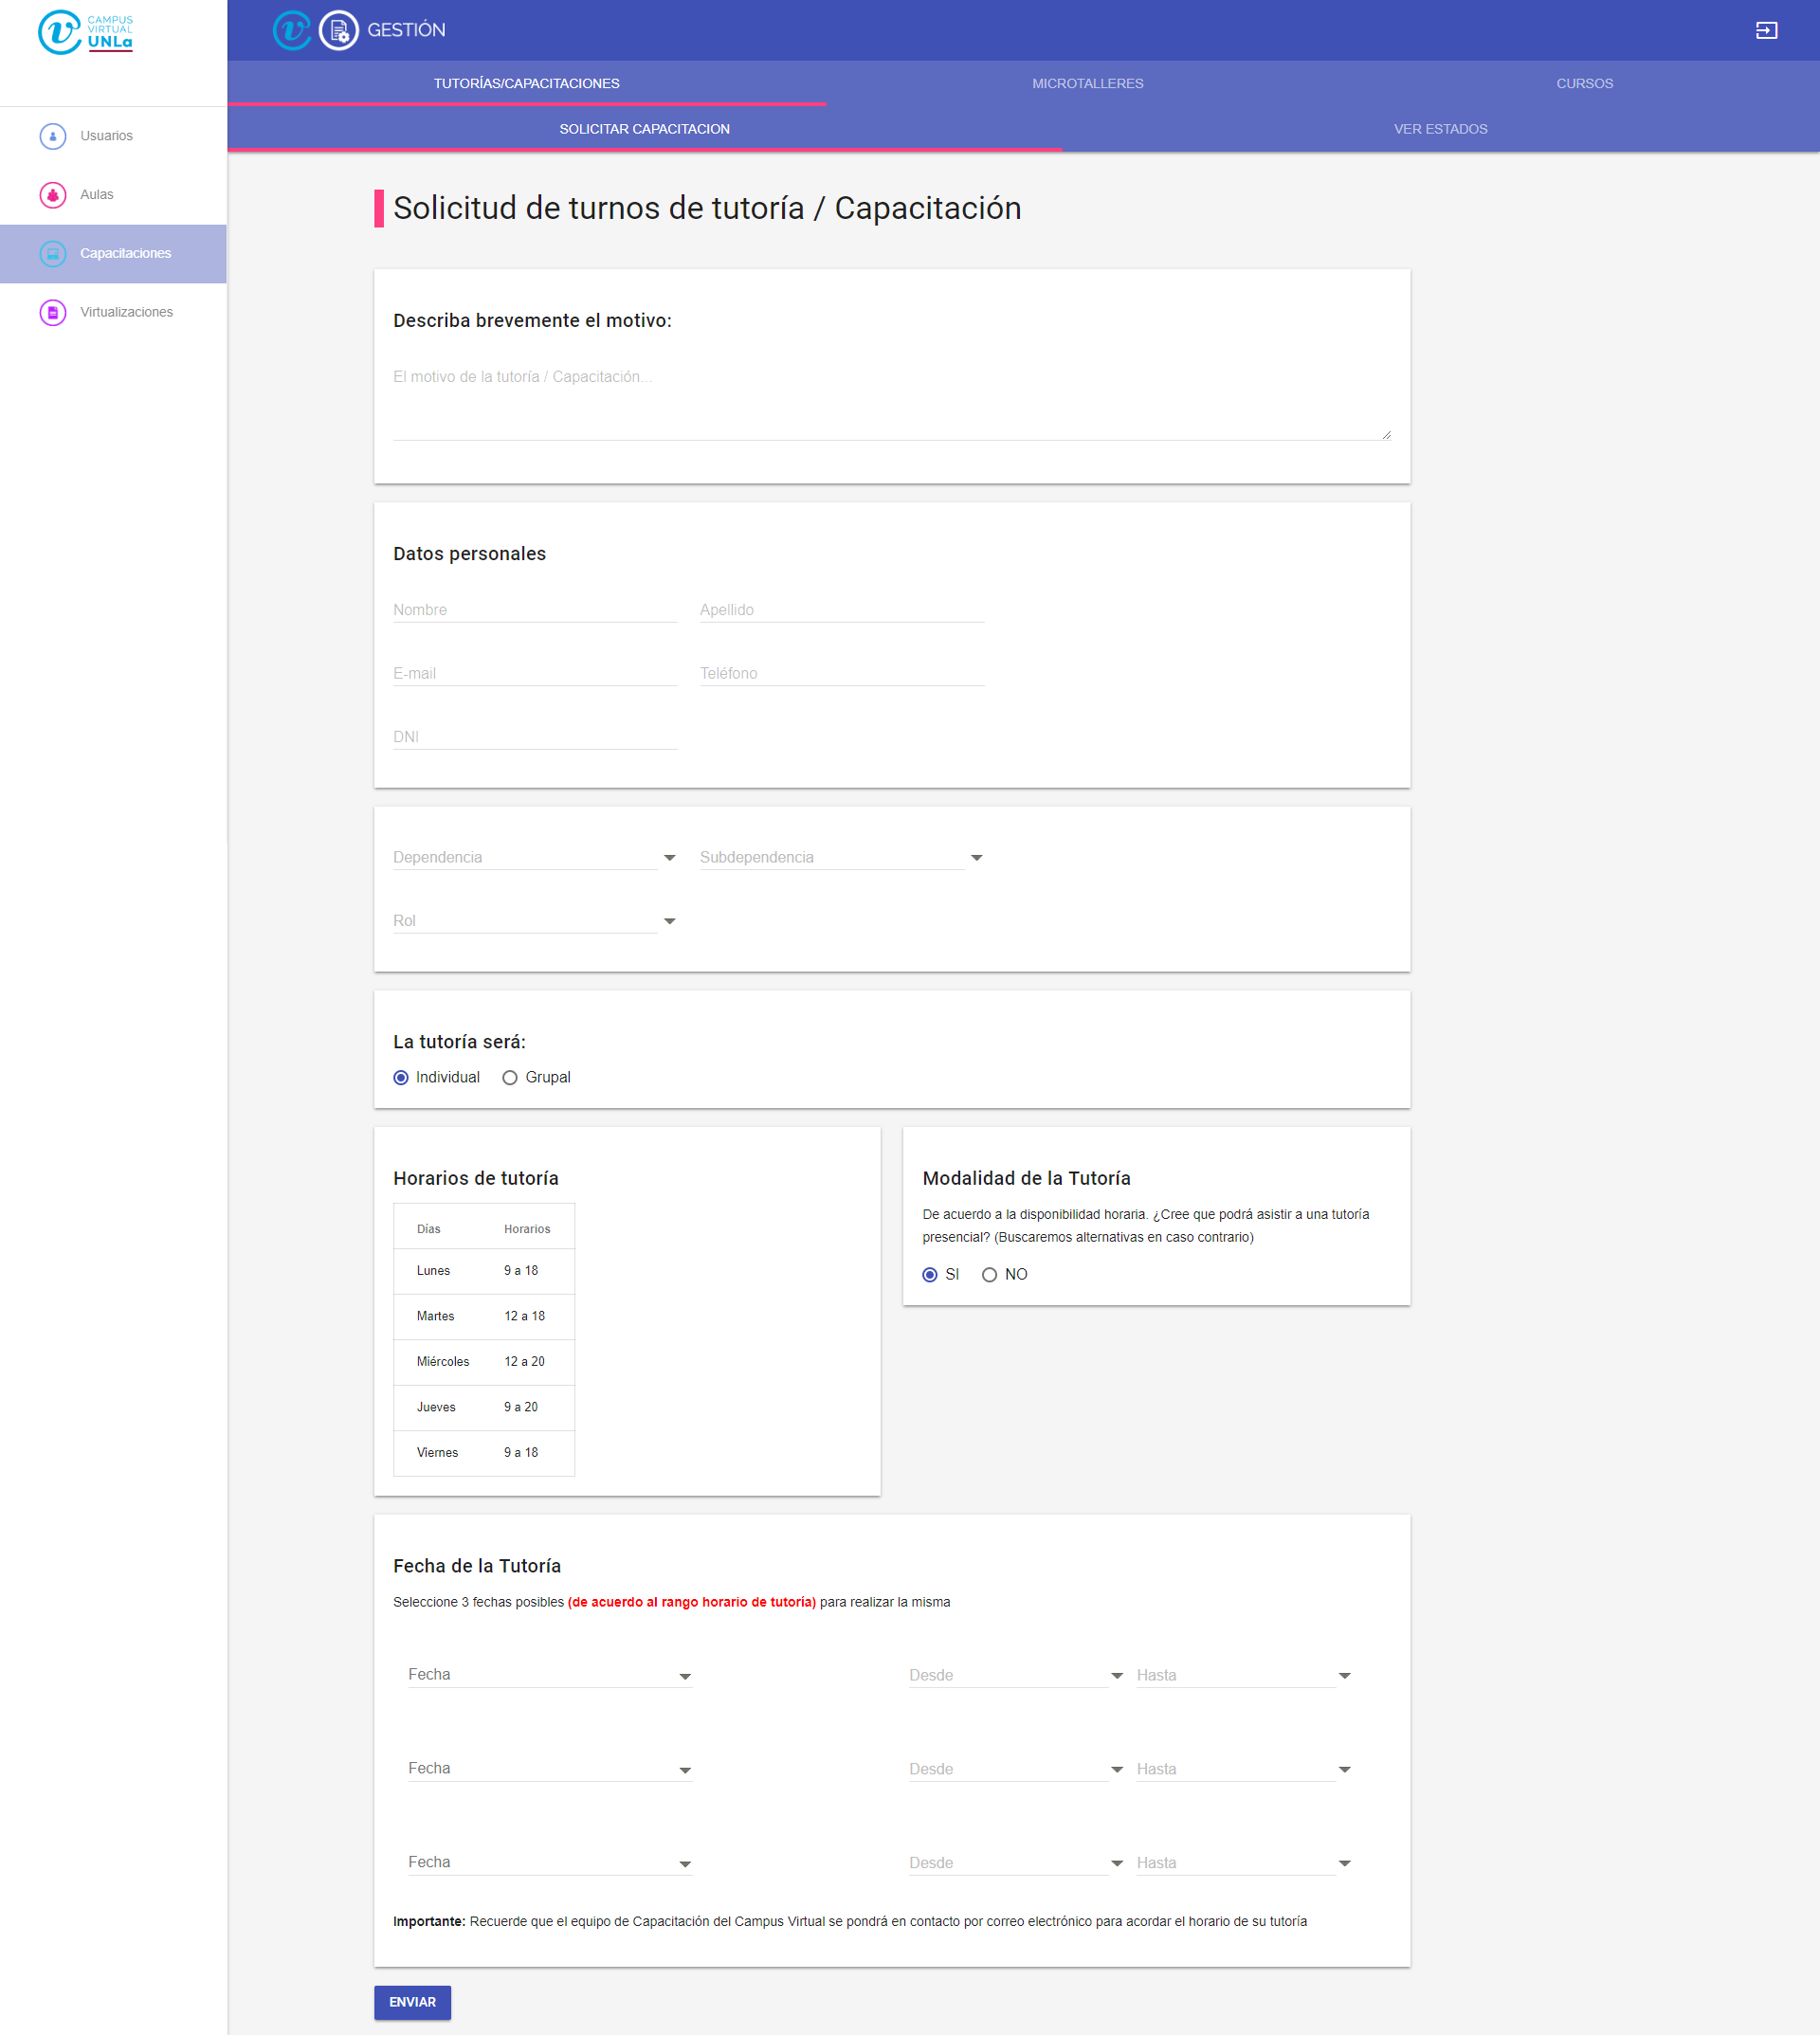 CAMPUS
VIRTUAL
UNLa
GESTIÓN
TUTORÍAS/CAPACITACIONES
MICROTALLERES
CURSOS
SOLICITAR CAPACITACION
VER ESTADOS
Usuarios
Aulas
Capacitaciones
Virtualizaciones
Solicitud de turnos de tutoría / Capacitación
Describa brevemente el motivo:
El motivo de la tutoría / Capacitación...
Datos personales
Nombre
Apellido
E-mail
Teléfono
DNI
Dependencia
Subdependencia
Rol
La tutoría será:
Individual
Grupal
Horarios de tutoría
Días Horarios
Lunes 9 a 18
Martes 12 a 18
Miércoles 12 a 20
Jueves 9 a 20
Viernes 9 a 18
Modalidad de la Tutoría
De acuerdo a la disponibilidad horaria. ¿Cree que podrá asistir a una tutoría
presencial? (Buscaremos alternativas en caso contrario)
SI
NO
Fecha de la Tutoría
Seleccione 3 fechas posibles (de acuerdo al rango horario de tutoría) para realizar la misma
Fecha Desde Hasta
Fecha Desde Hasta
Fecha Desde Hasta
Importante: Recuerde que el equipo de Capacitación del Campus Virtual se pondrá en contacto por correo electrónico para acordar el horario de su tutoría
ENVIAR